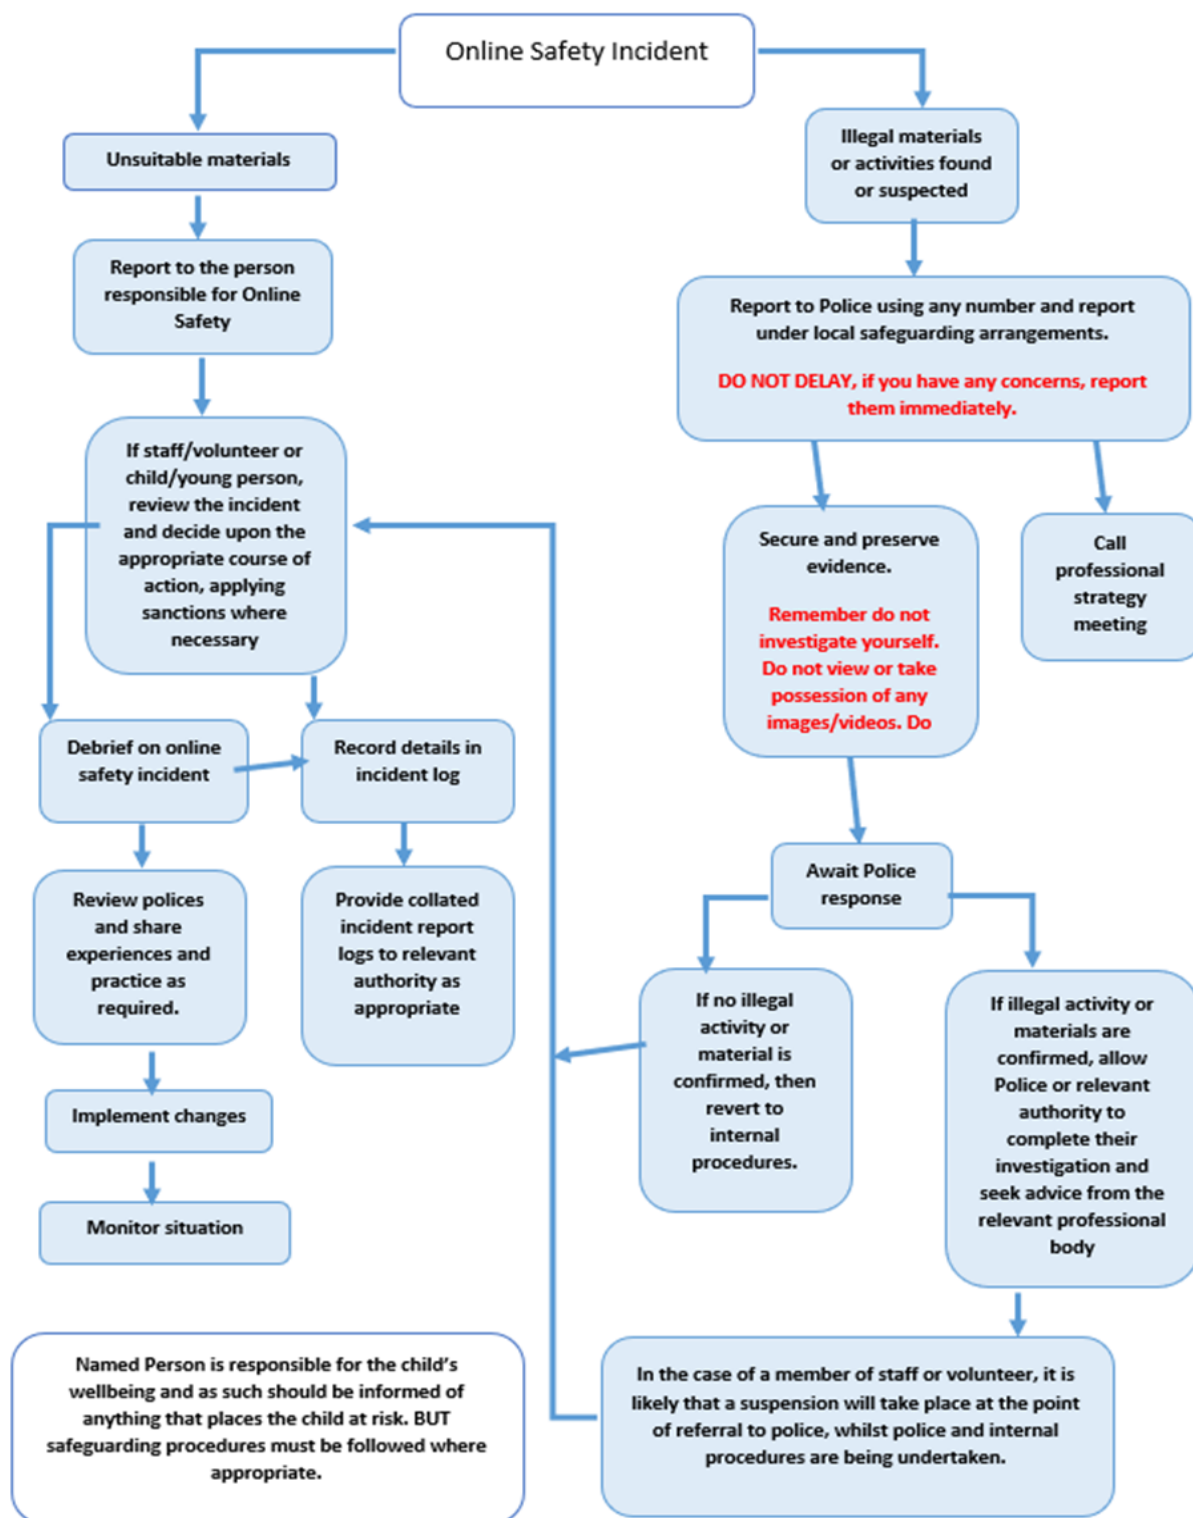 Online Safety Incident
Unsuitable materials
Report to the person
responsible for Online
Safety
If staff/volunteer or
child/young person,
review the incident
and decide upon the
appropriate course of
action, applying
sanctions where
necessary
Debrief on online
safety incident
Record details in
incident log
Review polices
and share
experiences and
practice as
required.
Provide collated
incident report
logs to relevant
authority as
appropriate
Implement changes
Monitor situation
Illegal materials
or activities found
or suspected
Report to Police using any number and report
under local safeguarding arrangements.
DO NOT DELAY, if you have any concerns, report
them immediately.
Secure and preserve
evidence.
Remember do not
investigate yourself.
Do not view or take
possession of any
images/videos. Do
Call
professional
strategy
meeting
Await Police
response
If no illegal
activity or
material is
confirmed, then
revert to
internal
procedures.
If illegal activity or
materials are
confirmed, allow
Police or relevant
authority to
complete their
investigation and
seek advice from the
relevant professional
body
In the case of a member of staff or volunteer, it is
likely that a suspension will take place at the point
of referral to police, whilst police and internal
procedures are being undertaken.
Named Person is responsible for the child's
wellbeing and as such should be informed of
anything that places the child at risk. BUT
safeguarding procedures must be followed where
appropriate.